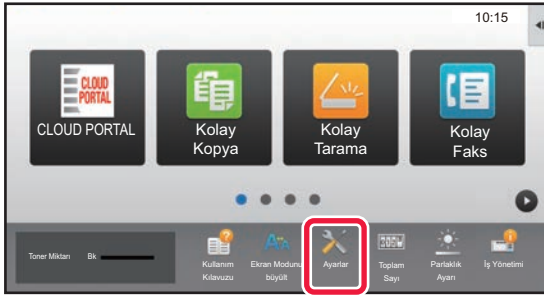 10:15
CLOUD
PORTAL
CLOUD PORTAL
Kolay
Kopya
Kolay
Tarama
Kolay
Faks
Toner Miktarı
Bk
Kullanım
Kılavuzu
Ekran Modunu
büyült
Ayarlar
Toplam
Sayı
Parlaklık
Ayarı
İş Yönetimi